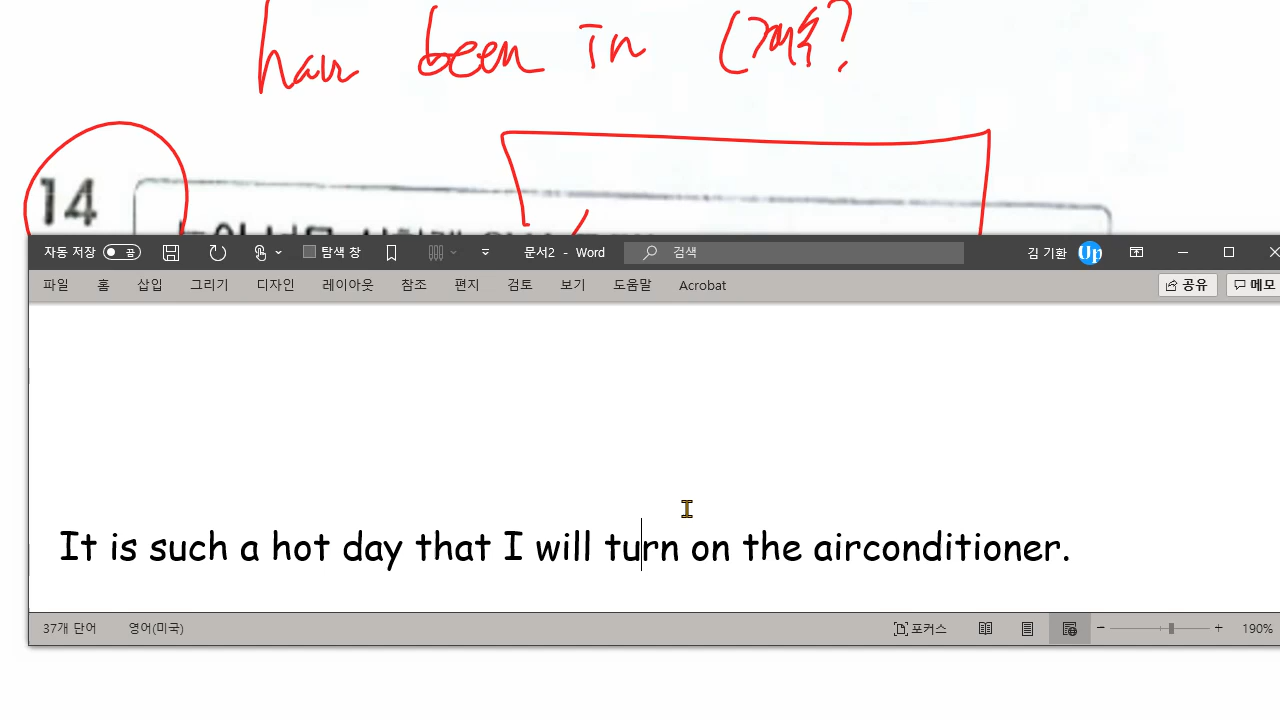 have been in
14
자동 저장 끔 탐색 창 문서2 - Word 검색 김 기환 Up
파일 홈 삽입 그리기 디자인 레이아웃 참조 편지 검토 보기 도움말 Acrobat 공유 메모
It is such a hot day that I will turn on the airconditioner.
37개 단어 영어(미국) 포커스 190%